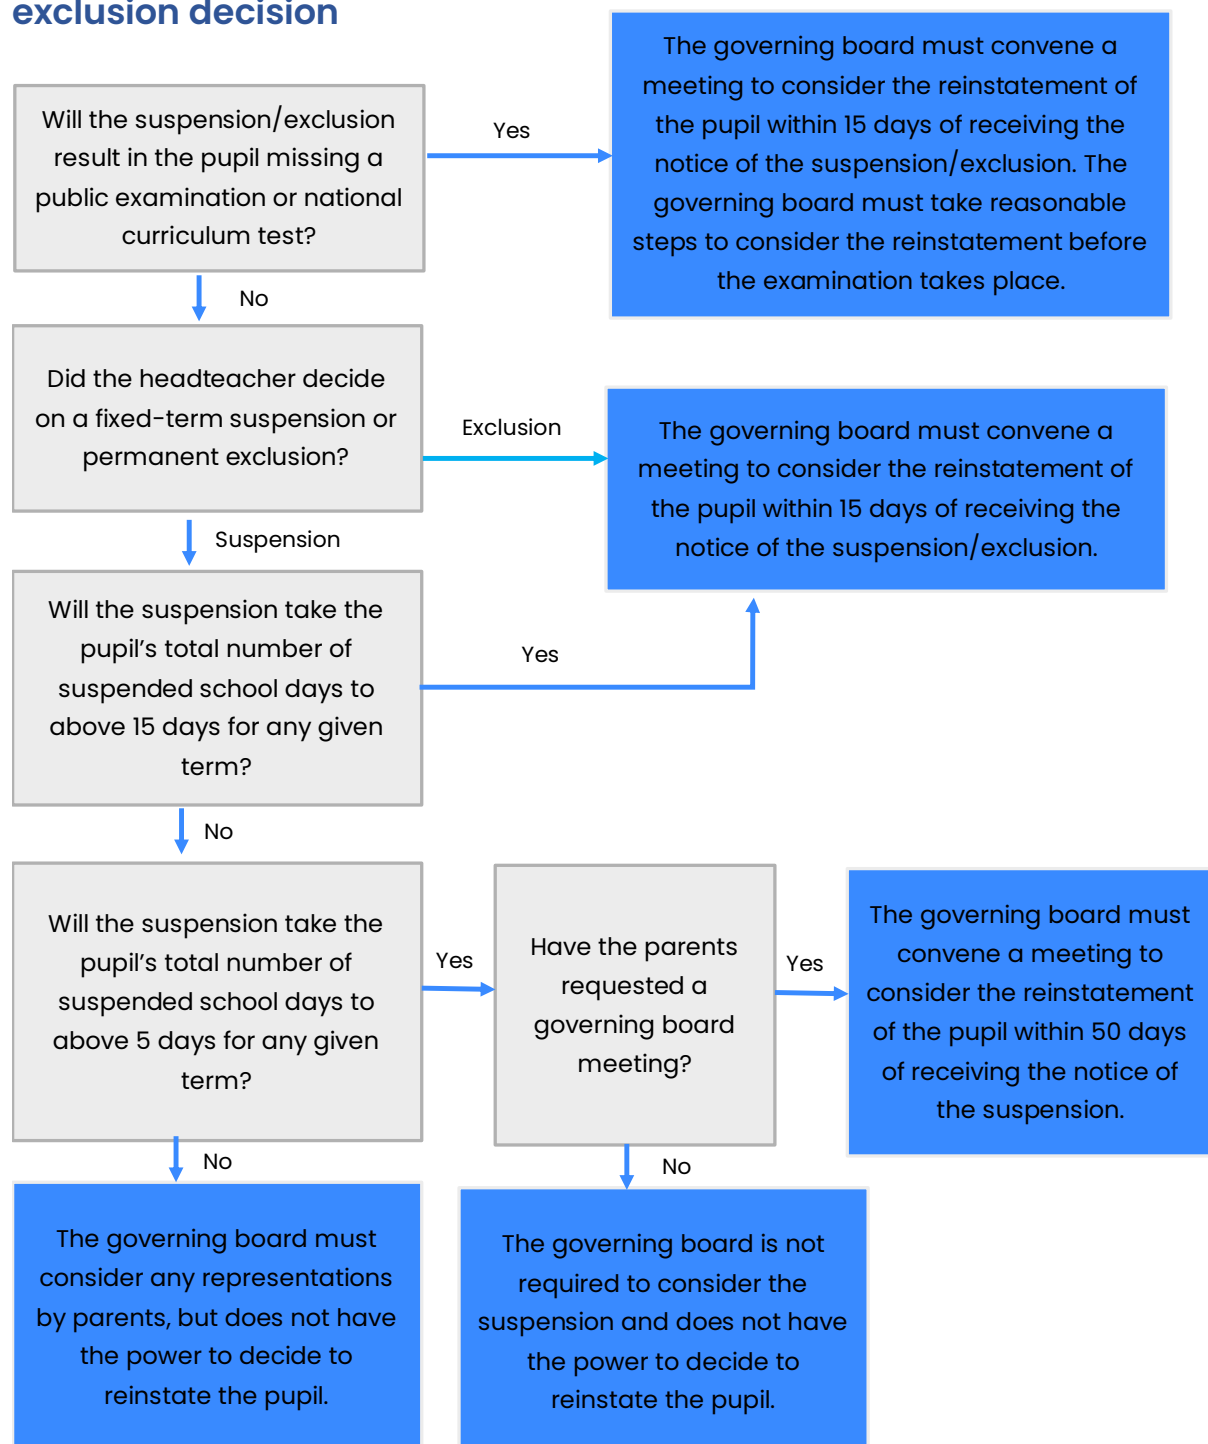 exclusion decision
Will the suspension/exclusion
result in the pupil missing a
public examination or national
curriculum test?
Yes
The governing board must convene a
meeting to consider the reinstatement of
the pupil within 15 days of receiving the
notice of the suspension/exclusion. The
governing board must take reasonable
steps to consider the reinstatement before
the examination takes place.
No
Did the headteacher decide
on a fixed-term suspension or
permanent exclusion?
Exclusion
The governing board must convene a
meeting to consider the reinstatement of
the pupil within 15 days of receiving the
notice of the suspension/exclusion.
Suspension
Will the suspension take the
pupil's total number of
suspended school days to
above 15 days for any given
term?
Yes
No
Will the suspension take the
pupil's total number of
suspended school days to
above 5 days for any given
term?
Yes
Have the parents
requested a
governing board
meeting?
Yes
The governing board must
convene a meeting to
consider the reinstatement
of the pupil within 50 days
of receiving the notice of
the suspension.
No
The governing board must
consider any representations
by parents, but does not have
the power to decide to
reinstate the pupil.
No
The governing board is not
required to consider the
suspension and does not have
the power to decide to
reinstate the pupil.